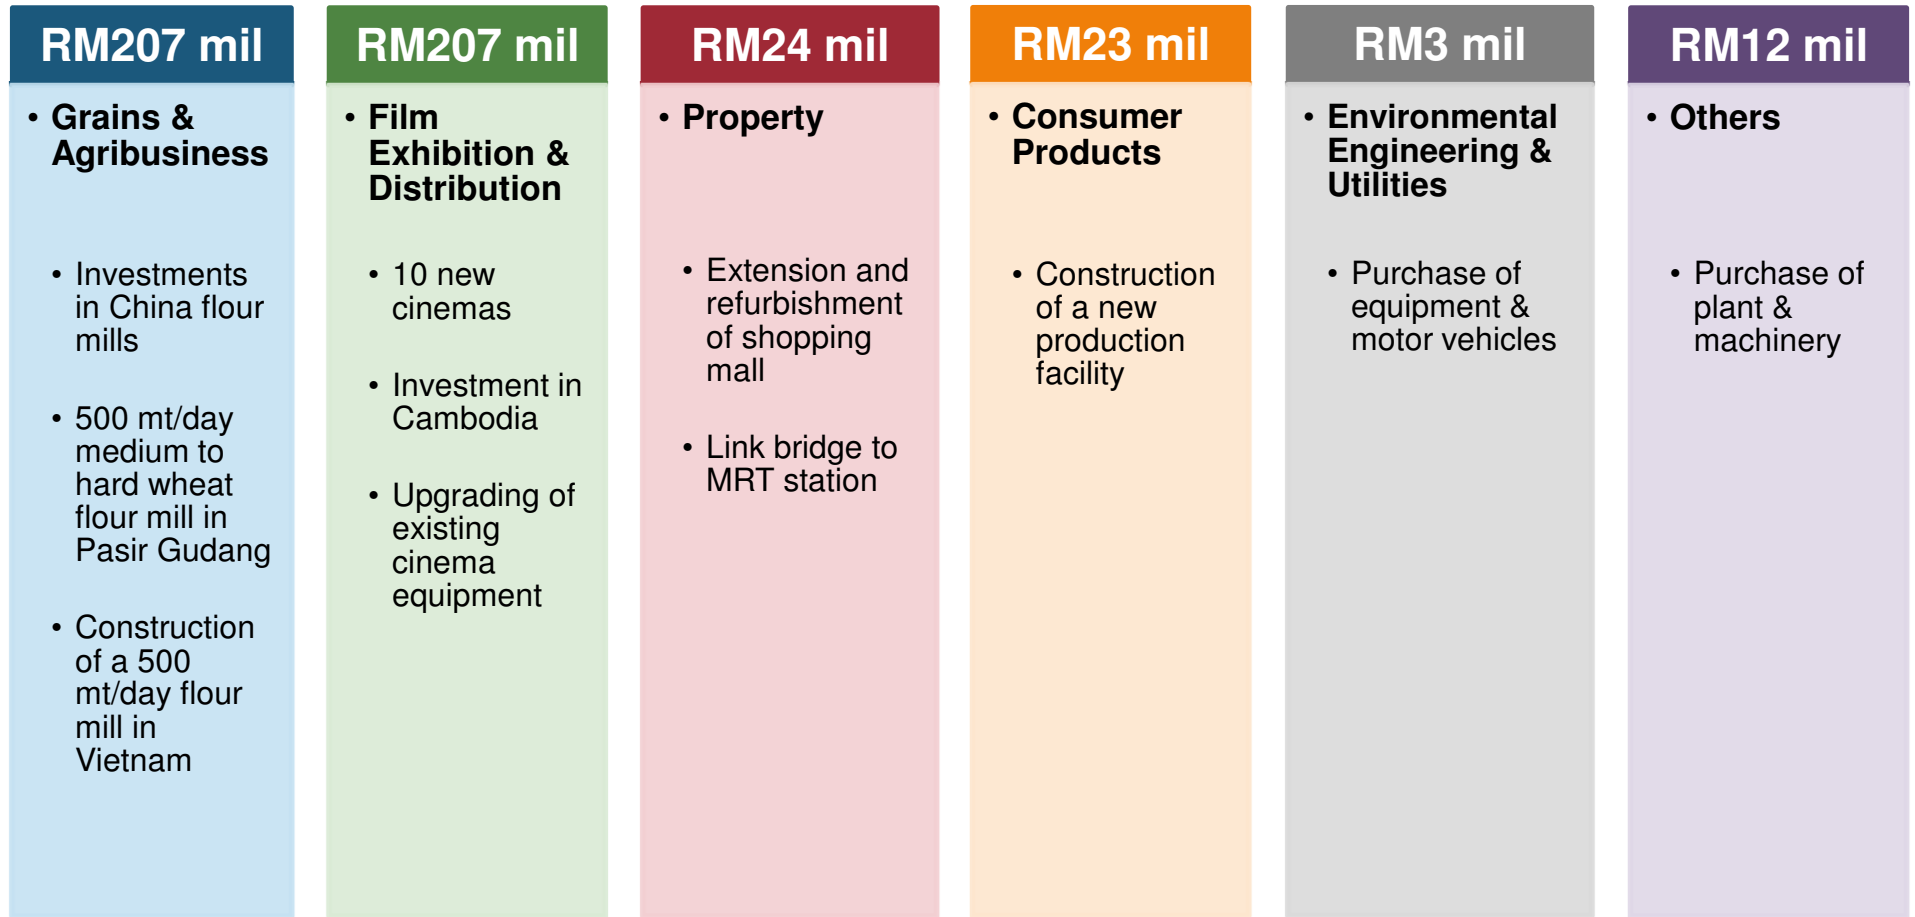 RM207 mil
• Grains &
Agribusiness
• Investments
in China flour
mills
• 500 mt/day
medium to
hard wheat
flour mill in
Pasir Gudang
• Construction
of a 500
mt/day flour
mill in
Vietnam
RM207 mil
• Film
Exhibition &
Distribution
• 10 new
cinemas
• Investment in
Cambodia
• Upgrading of
existing
cinema
equipment
RM24 mil
• Property
• Extension and
refurbishment
of shopping
mall
• Link bridge to
MRT station
RM23 mil
• Consumer
Products
• Construction
of a new
production
facility
RM3 mil
• Environmental
Engineering &
Utilities
• Purchase of
equipment &
motor vehicles
RM12 mil
• Others
• Purchase of
plant &
machinery